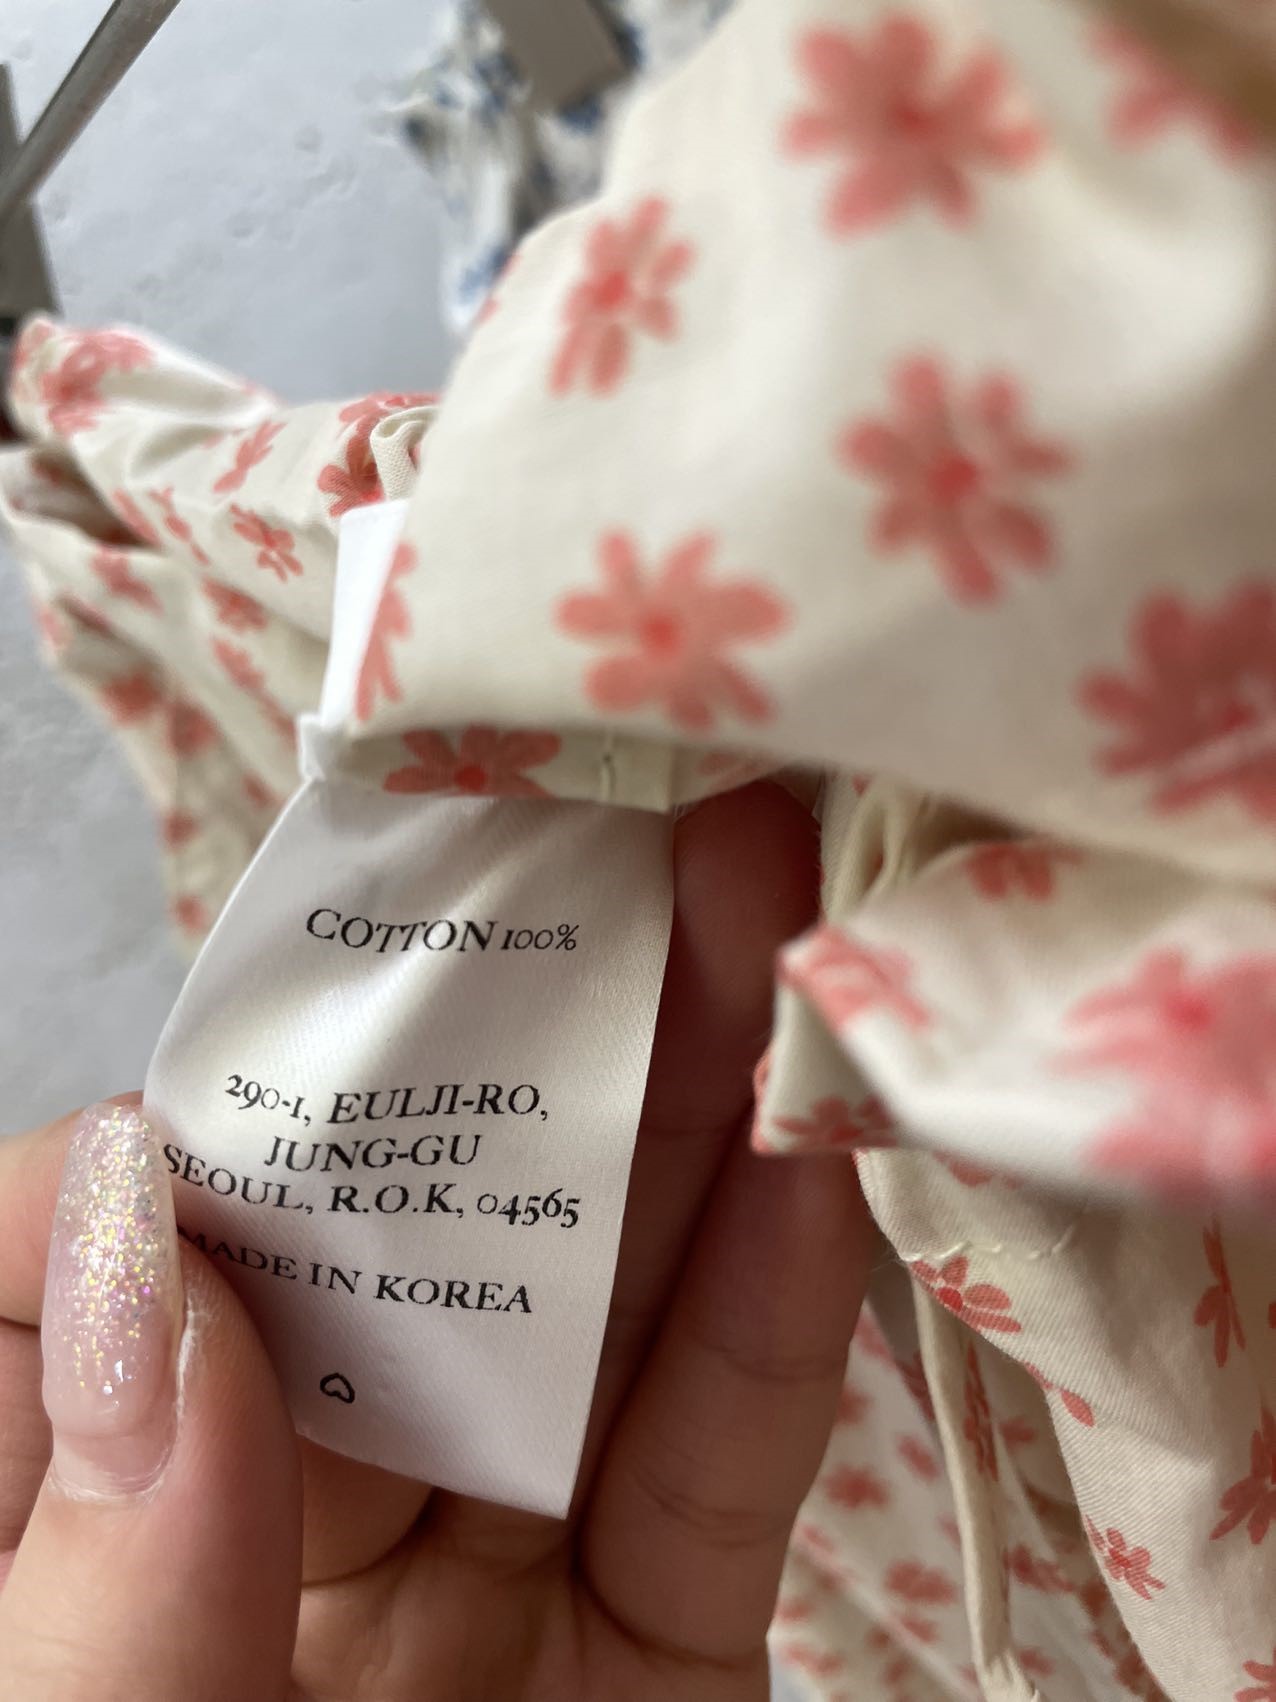 COTTON 100%
290-1, EULJI-RO,
JUNG-GU
SEOUL, R.O.K, 04565
MADE IN KOREA